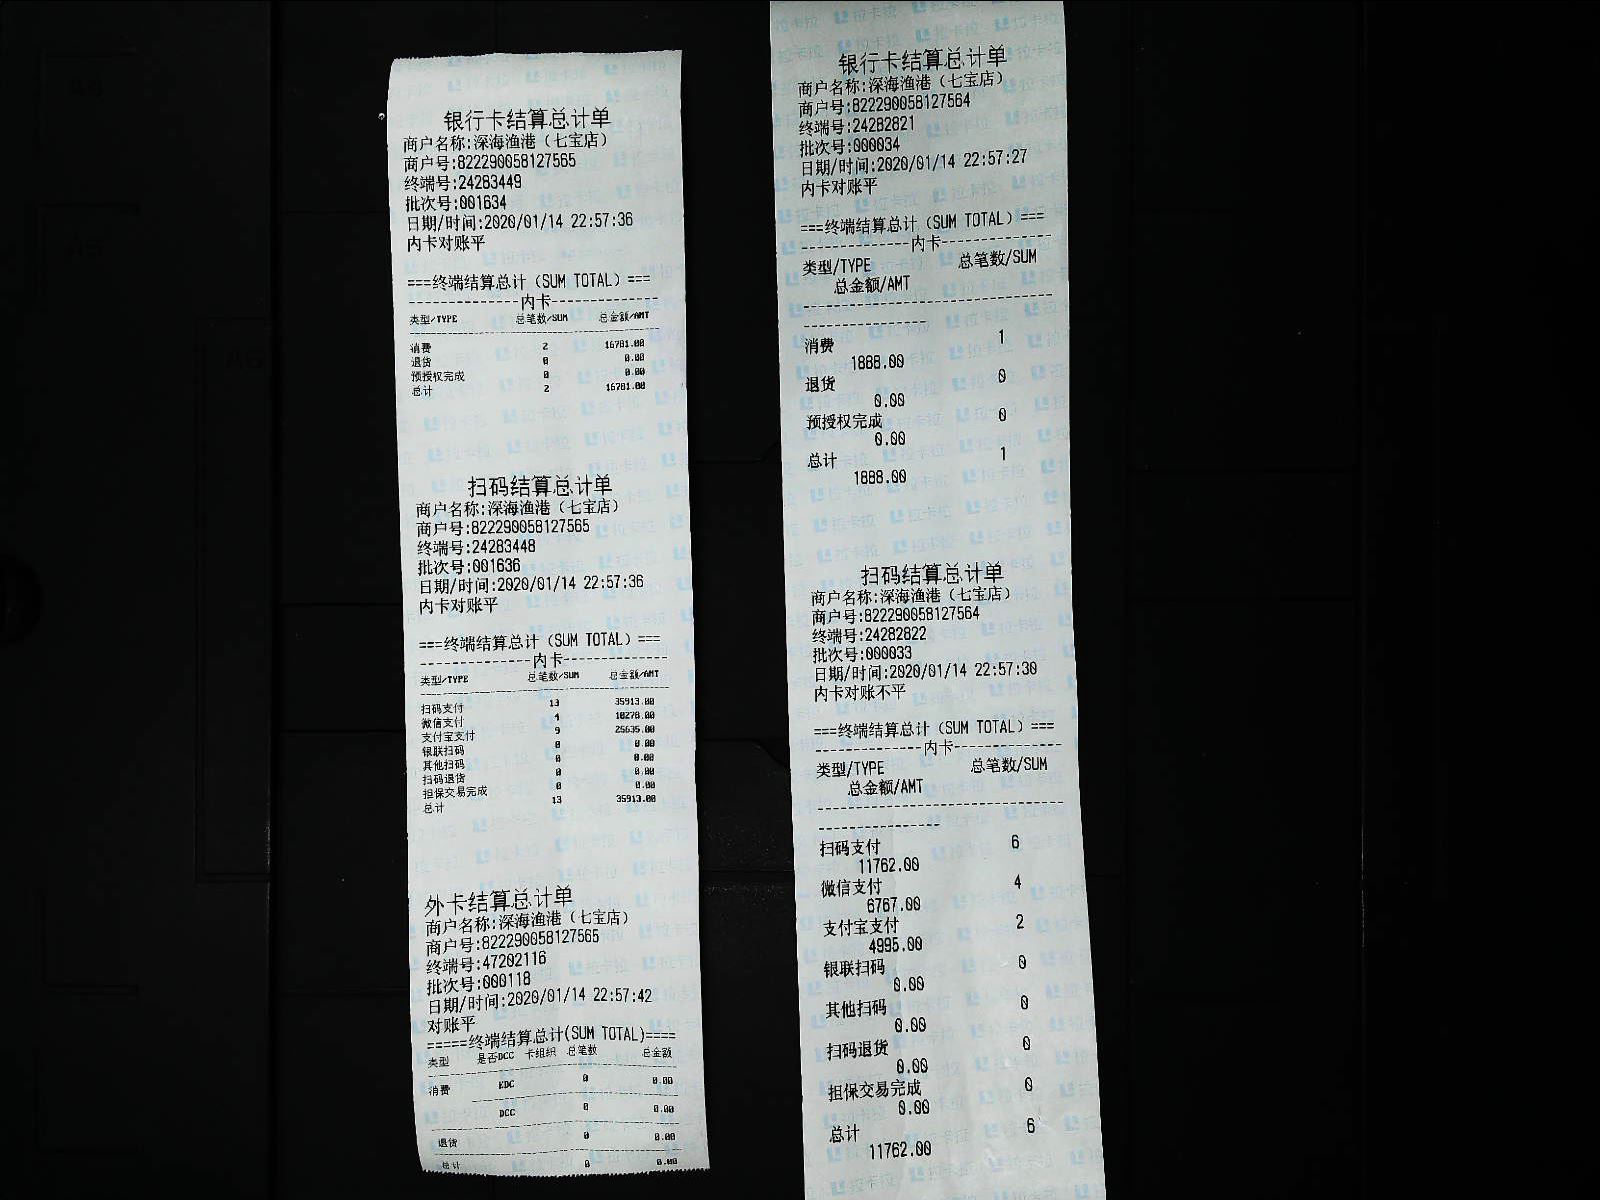 银行卡结算总计单
商户名称:深海渔港（七宝店）
商户号:822290058127565
终端号:24283449
批次号:001634
日期/时间:2020/01/14 22:57:36
内卡对账平
===终端结算总计（SUM TOTAL）===
---------------内卡--------------
类型/TYPE 总笔数/SUM 总金额/AMT
消费 2 16781.00
退货 0 0.00
预授权完成 0 0.00
总计 2 16781.00
扫码结算总计单
商户名称:深海渔港（七宝店）
商户号:822290058127565
终端号:24283448
批次号:001636
日期/时间:2020/01/14 22:57:36
内卡对账平
===终端结算总计（SUM TOTAL）===
---------------内卡--------------
类型/TYPE 总笔数/SUM 总金额/AMT
扫码支付 13 35913.00
微信支付 4 10278.00
支付宝支付 9 25635.00
银联扫码 0 0.00
其他扫码 0 0.00
扫码退货 0 0.00
担保交易完成 0 0.00
总计 13 35913.00
外卡结算总计单
商户名称:深海渔港（七宝店）
商户号:822290058127565
终端号:47202116
批次号:000118
日期/时间:2020/01/14 22:57:42
对账平
=====终端结算总计(SUM TOTAL)====
类型 是否DCC 卡组织 总笔数 总金额
消费 EDC 0 0.00
DCC 0 0.00
退货 0 0.00
总计 0 0.00
银行卡结算总计单
商户名称:深海渔港（七宝店）
商户号:822290058127564
终端号:24282821
批次号:000034
日期/时间:2020/01/14 22:57:27
内卡对账平
===终端结算总计（SUM TOTAL）===
---------------内卡--------------
类型/TYPE 总笔数/SUM
总金额/AMT
消费 1
1888.00
退货 0
0.00
预授权完成 0
0.00
总计 1
1888.00
扫码结算总计单
商户名称:深海渔港（七宝店）
商户号:822290058127564
终端号:24282822
批次号:000033
日期/时间:2020/01/14 22:57:30
内卡对账不平
===终端结算总计（SUM TOTAL）===
---------------内卡--------------
类型/TYPE 总笔数/SUM
总金额/AMT
扫码支付 6
11762.00
微信支付 4
6767.00
支付宝支付 2
4995.00
银联扫码 0
0.00
其他扫码 0
0.00
扫码退货 0
0.00
担保交易完成 0
0.00
总计 6
11762.00